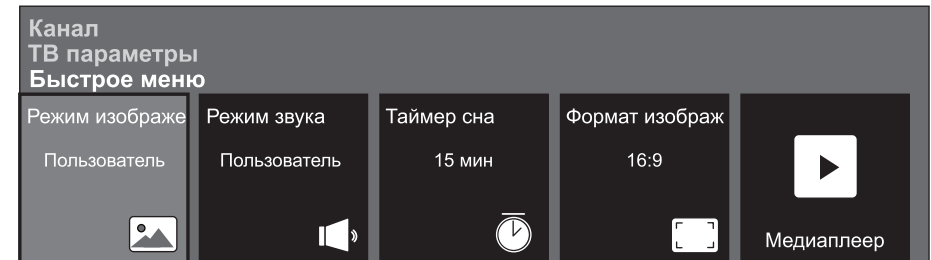 Канал
ТВ параметры
Быстрое меню
Режим изображе
Пользователь
Режим звука
Пользователь
Таймер сна
15 мин
Формат изображ
16:9
Медиаплеер